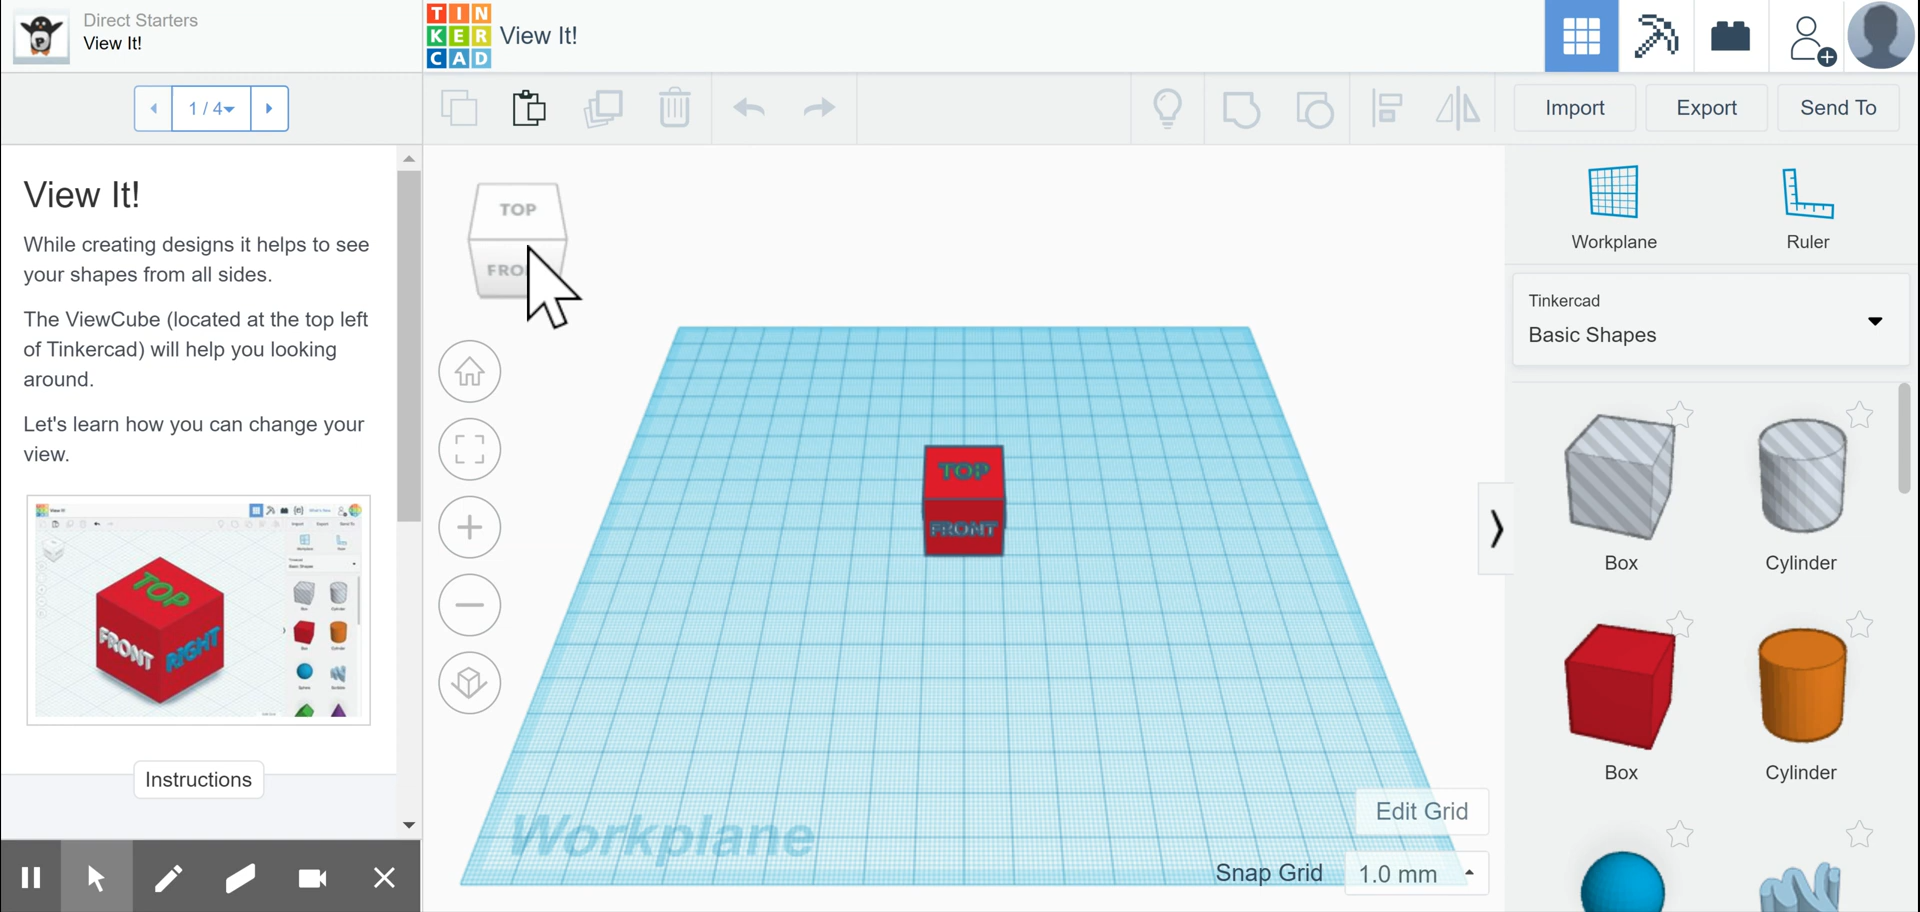 Direct Starters
View It!
TIN
KER
CAD
View It!
1 / 4
Import
Export
Send To
View It!
While creating designs it helps to see
your shapes from all sides.
The ViewCube (located at the top left
of Tinkercad) will help you looking
around.
Let's learn how you can change your
view.
TOP
FRONT
RIGHT
Instructions
TOP
FRO
TOP
FRONT
Workplane
Edit Grid
Snap Grid
1.0 mm
Workplane
Ruler
Tinkercad
Basic Shapes
Box
Cylinder
Box
Cylinder